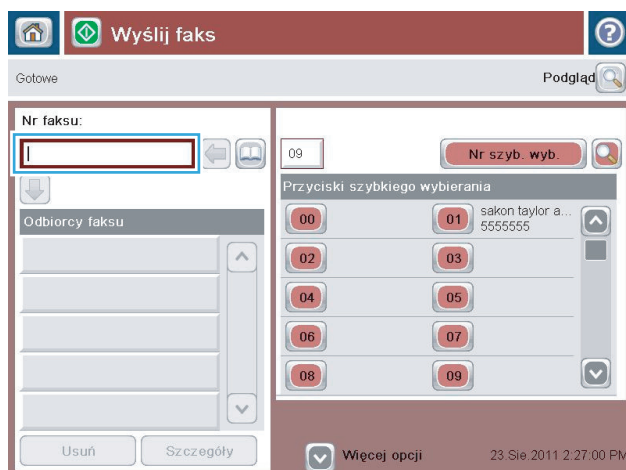 Wyślij faks
Gotowe
Podgląd
Nr faksu:
Odbiorcy faksu
Usuń
Szczegóły
09
Nr szyb. wyb.
Przyciski szybkiego wybierania
00
01
sakon taylor a...
5555555
02
03
04
05
06
07
08
09
Więcej opcji
23.Sie.2011 2:27:00 PM